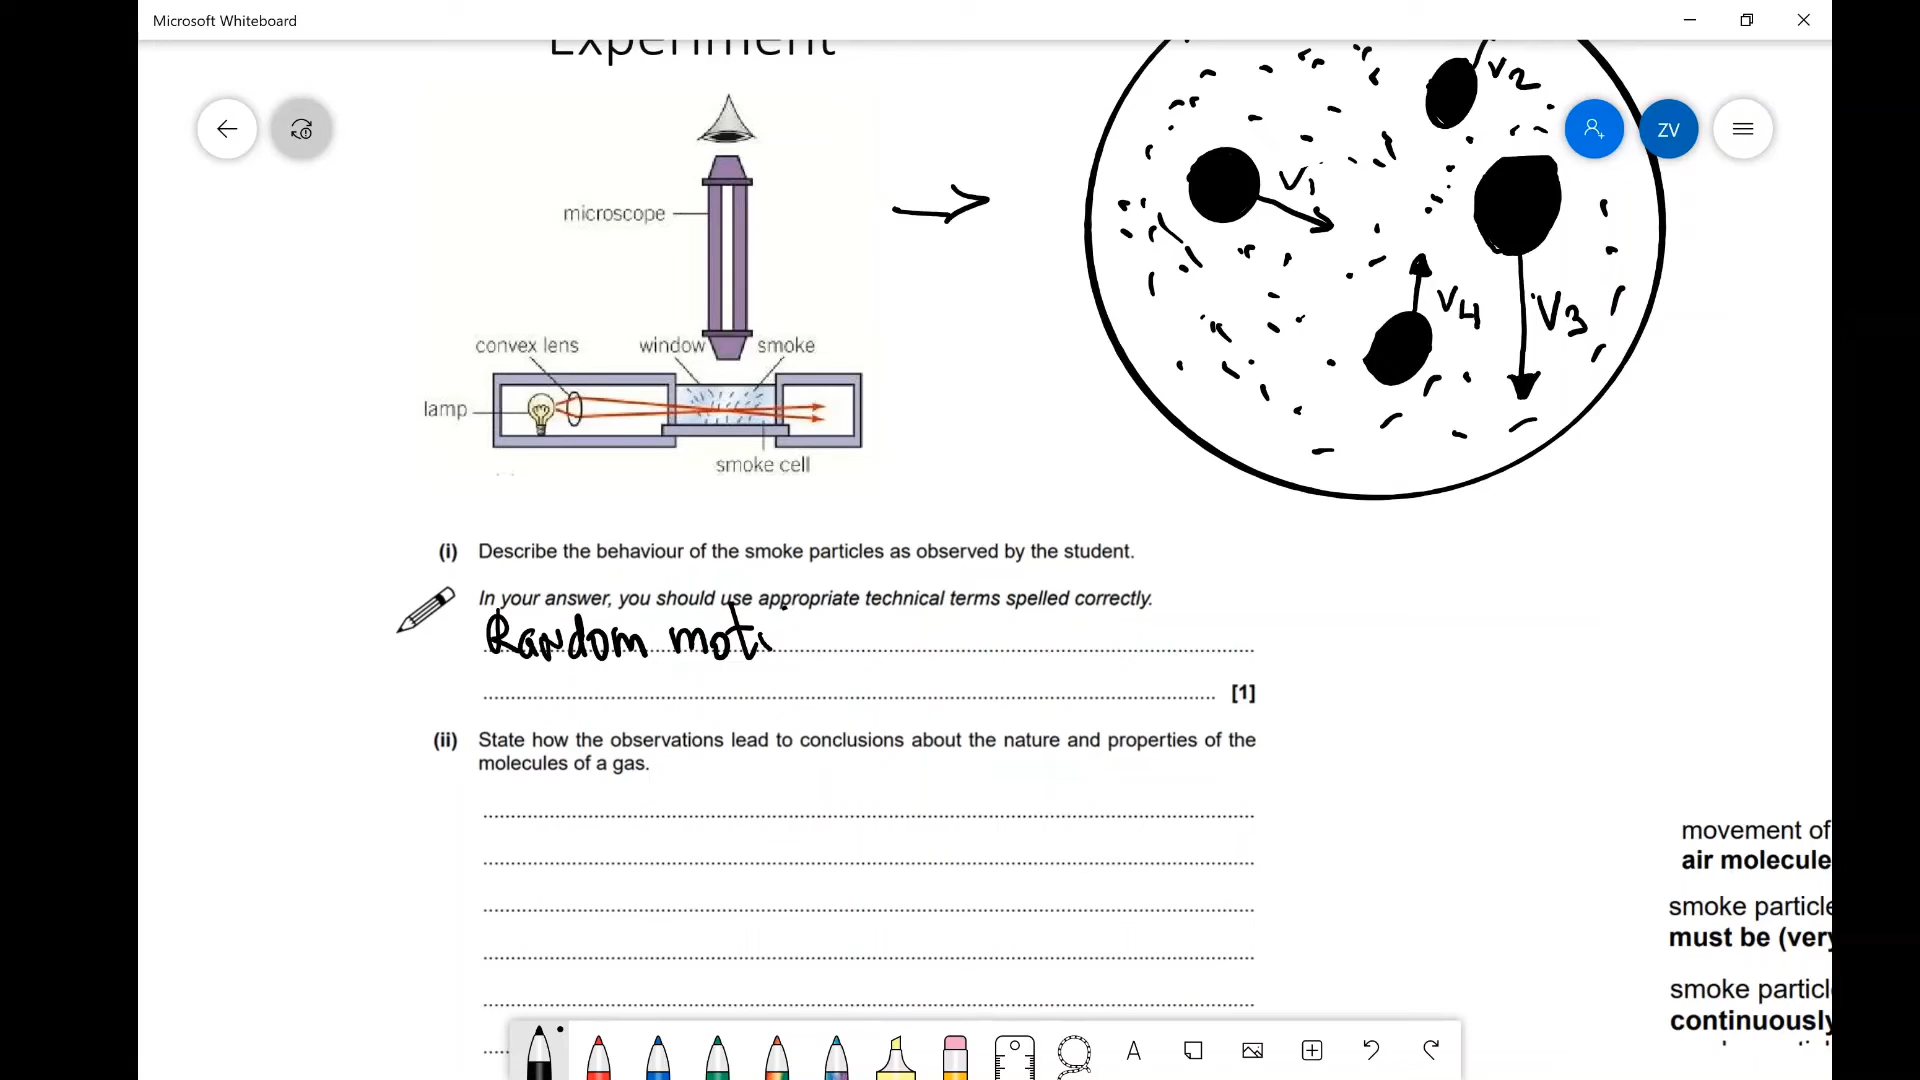 Microsoft Whiteboard
Experiment
V2
ZV
V1
microscope
V4
V3
convex lens
window
smoke
lamp
smoke cell
(i) Describe the behaviour of the smoke particles as observed by the student.
In your answer, you should use appropriate technical terms spelled correctly.
Random moti
[1]
(ii) State how the observations lead to conclusions about the nature and properties of the
molecules of a gas.
movement of
air molecule
smoke particle
must be (very
smoke particl
continuously
A